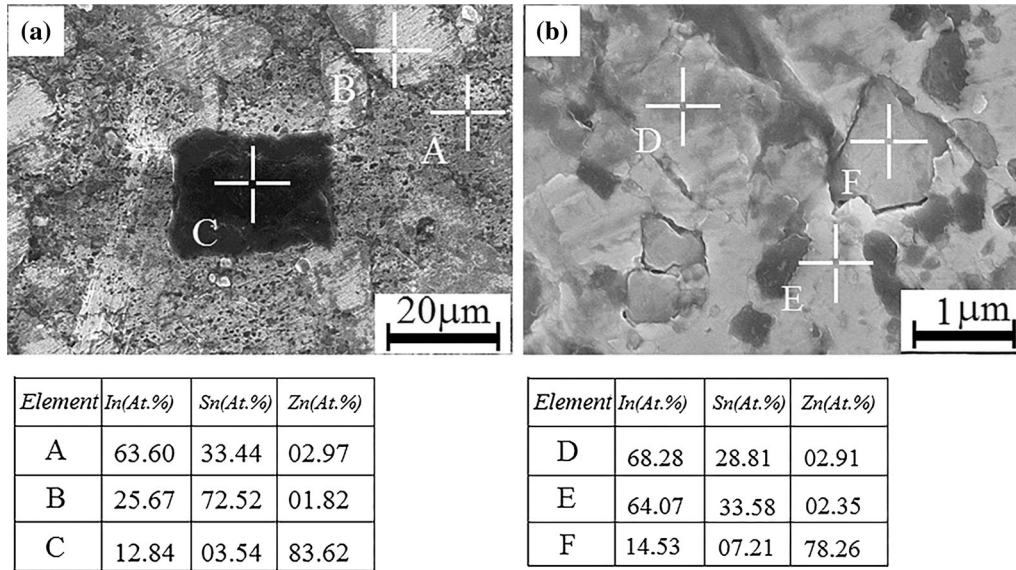 (a)
B
A
C
20μm
(b)
D
F
E
1μm
Element In(At.%) Sn(At.%) Zn(At.%)
A 63.60 33.44 02.97
B 25.67 72.52 01.82
C 12.84 03.54 83.62
Element In(At.%) Sn(At.%) Zn(At.%)
D 68.28 28.81 02.91
E 64.07 33.58 02.35
F 14.53 07.21 78.26